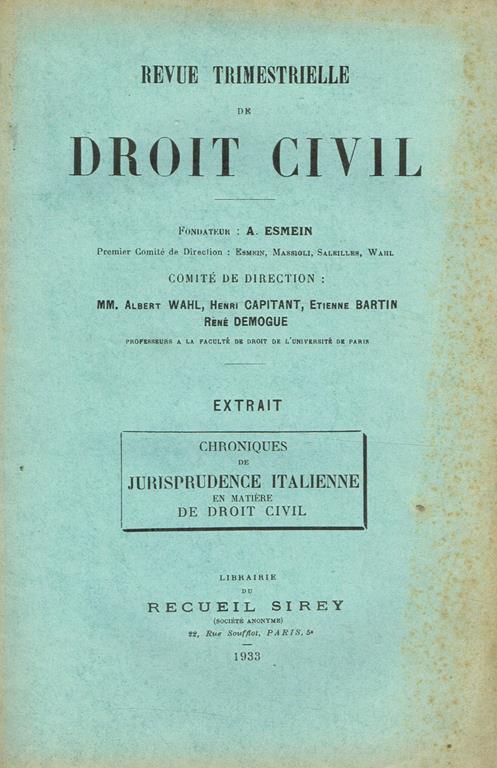 REVUE TRIMESTRIELLE
DE
DROIT CIVIL
FONDATEUR : A. ESMEIN
Premier Comité de Direction : ESMEIN, MASSIGLI, SALEILLES, WAHL
COMITÉ DE DIRECTION :
MM. ALBERT WAHL, HENRI CAPITANT, ETIENNE BARTIN
RÉNÉ DEMOGUE
PROFESSEURS A LA FACULTÉ DE DROIT DE L'UNIVERSITÉ DE PARIS
EXTRAIT
CHRONIQUES
DE
JURISPRUDENCE ITALIENNE
EN MATIÈRE
DE DROIT CIVIL
LIBRAIRIE
DU
RECUEIL SIREY
(SOCIÉTÉ ANONYME)
22, Rue Soufflot, PARIS, 5e
1933